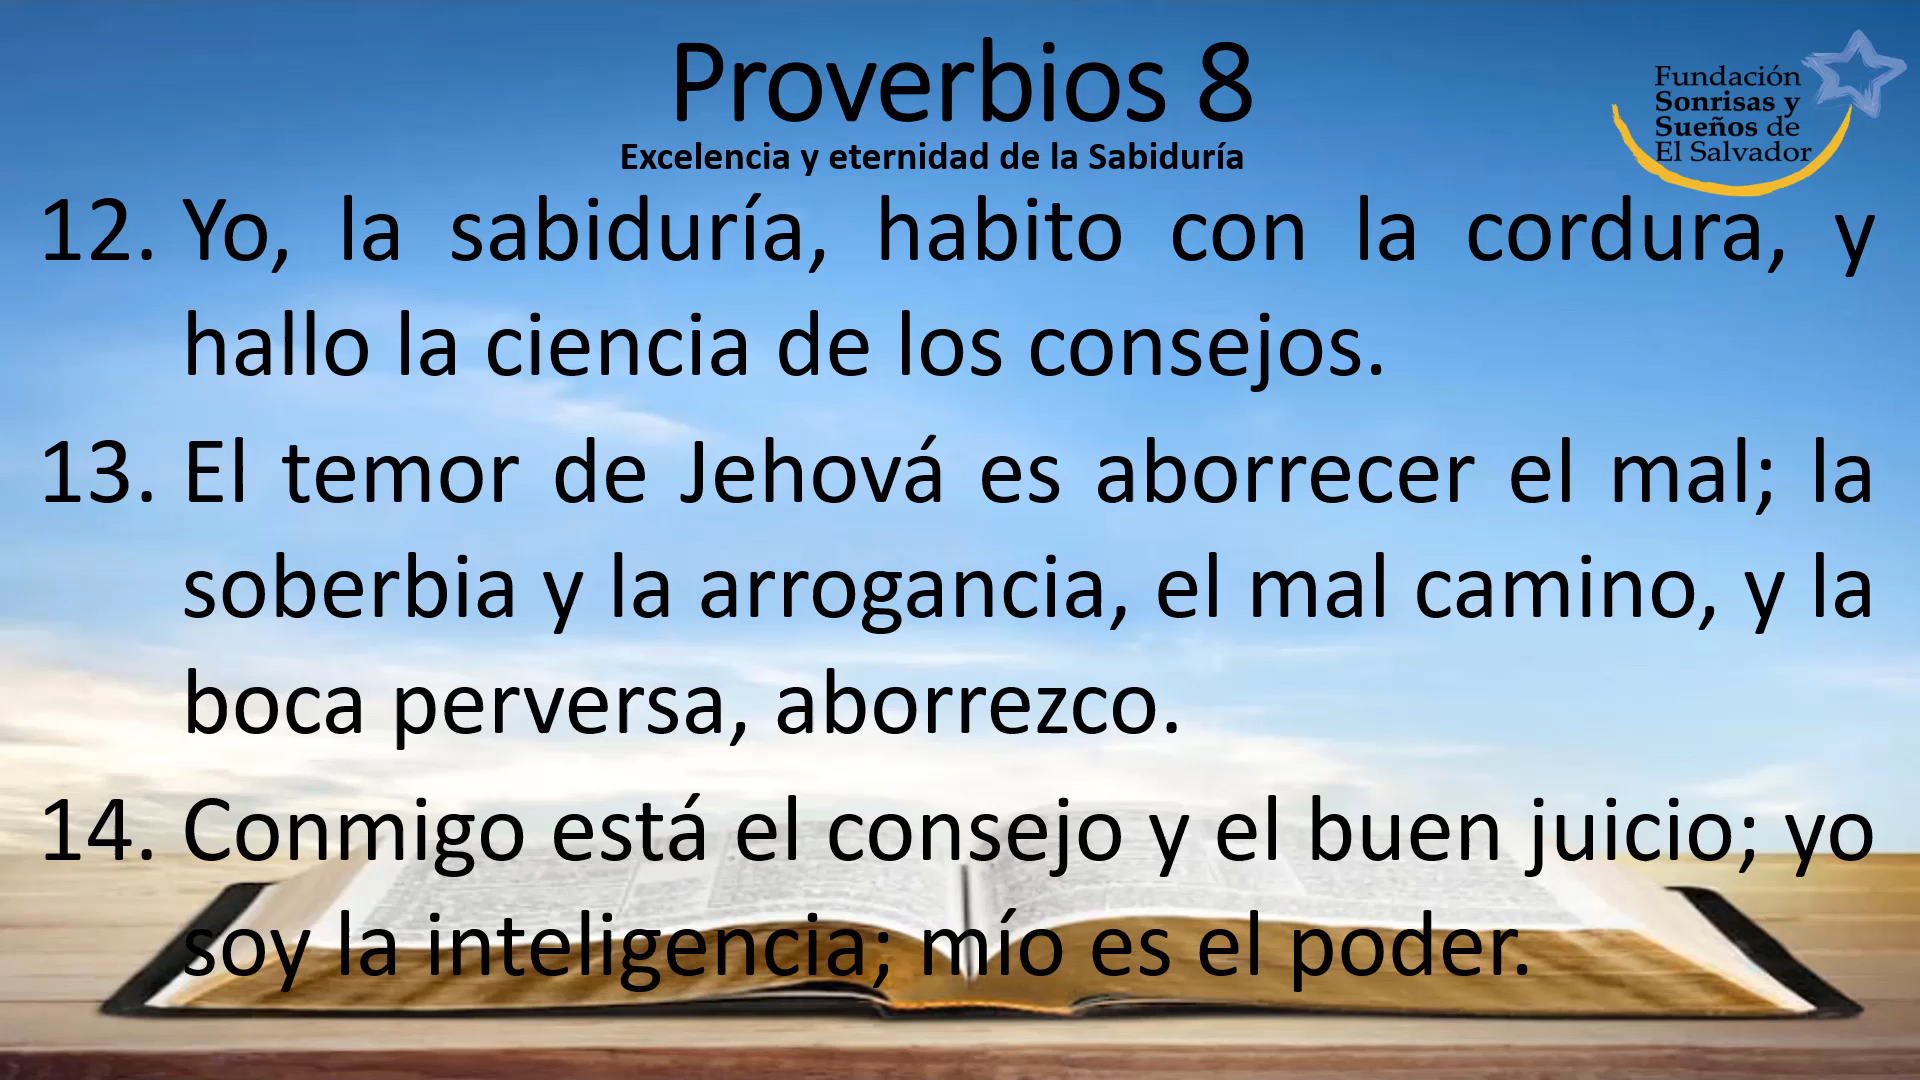 Proverbios 8
Excelencia y eternidad de la Sabiduría
Fundación
Sonrisas y
Sueños de
El Salvador
12. Yo, la sabiduría, habito con la cordura, y
hallo la ciencia de los consejos.
13. El temor de Jehová es aborrecer el mal; la
soberbia y la arrogancia, el mal camino, y la
boca perversa, aborrezco.
14. Conmigo está el consejo y el buen juicio; yo
soy la inteligencia; mío es el poder.